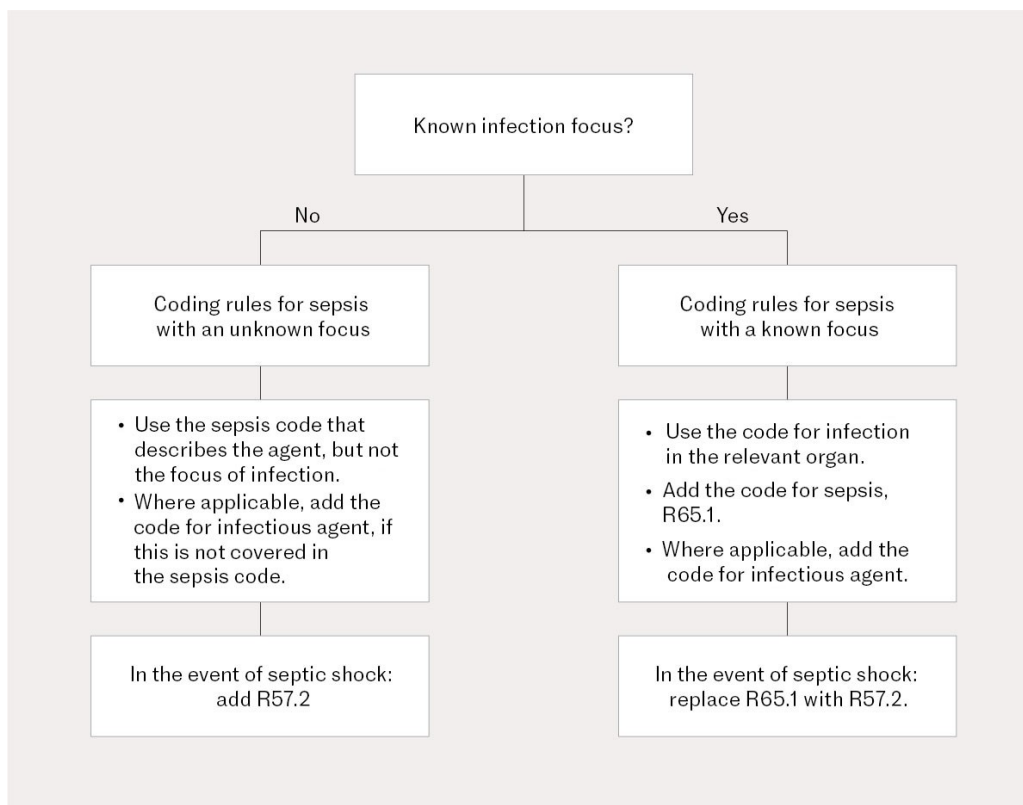 Known infection focus?
No
Yes
Coding rules for sepsis
with an unknown focus
Coding rules for sepsis
with a known focus
• Use the sepsis code that
describes the agent, but not
the focus of infection.
• Where applicable, add the
code for infectious agent, if
this is not covered in
the sepsis code.
• Use the code for infection
in the relevant organ.
• Add the code for sepsis,
R65.1.
• Where applicable, add the
code for infectious agent.
In the event of septic shock:
add R57.2
In the event of septic shock:
replace R65.1 with R57.2.